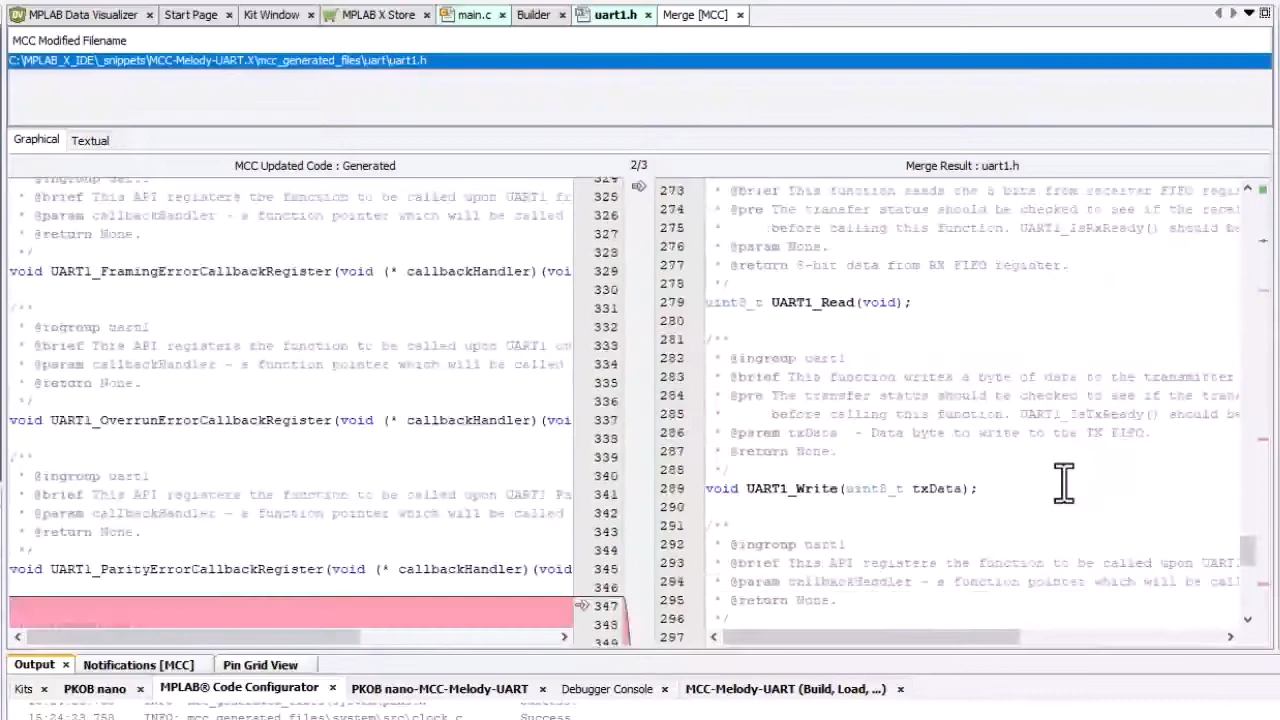 MPLAB Data Visualizer × Start Page × Kit Window × MPLAB X Store × main.c × Builder × uart1.h × Merge [MCC] ×
MCC Modified Filename
C:\MPLAB_X_IDE\_snippets\MCC-Melody-UART.X\mcc_generated_files\uart\uart1.h
Graphical Textual
MCC Updated Code : Generated 2/3 Merge Result : uart1.h
324
* @brief This API registers the function to be called upon UART1 fr 325
* @param callbackHandler - a function pointer which will be called 326
* @return None. 327
*/ 328
void UART1_FramingErrorCallbackRegister(void (* callbackHandler)(voi 329
330
/** 331
* @ingroup uart1 332
* @brief This API registers the function to be called upon UART1 ov 333
* @param callbackHandler - a function pointer which will be called 334
* @return None. 335
*/ 336
void UART1_OverrunErrorCallbackRegister(void (* callbackHandler)(voi 337
338
/** 339
* @ingroup uart1 340
* @brief This API registers the function to be called upon UART1 Pa 341
* @param callbackHandler - a function pointer which will be called 342
* @return None. 343
*/ 344
void UART1_ParityErrorCallbackRegister(void (* callbackHandler)(void 345
346
347
348
349
273 * @brief This function reads the 8 bits from receiver FIFO regi
274 * @pre The transfer status should be checked to see if the rece
275 before calling this function. UART1_IsRxReady() should be
276 * @param None.
277 * @return 8-bit data from RX FIFO register.
278 */
279 uint8_t UART1_Read(void);
280
281 /**
282 * @ingroup uart1
283 * @brief This function writes a byte of data to the transmitter
284 * @pre The transfer status should be checked to see if the tran
285 before calling this function. UART1_IsTxReady() should be
286 * @param txData - Data byte to write to the TX FIFO.
287 * @return None.
288 */
289 void UART1_Write(uint8_t txData);
290
291 /**
292 * @ingroup uart1
293 * @brief This API registers the function to be called upon UART1
294 * @param callbackHandler - a function pointer which will be call
295 * @return None.
296 */
297
Output × Notifications [MCC] Pin Grid View
Kits × PKOB nano × MPLAB® Code Configurator × PKOB nano-MCC-Melody-UART × Debugger Console × MCC-Melody-UART (Build, Load, ...) ×
16:24:23.758 INFO: mcc_generated_files\system\src\clock.c Success